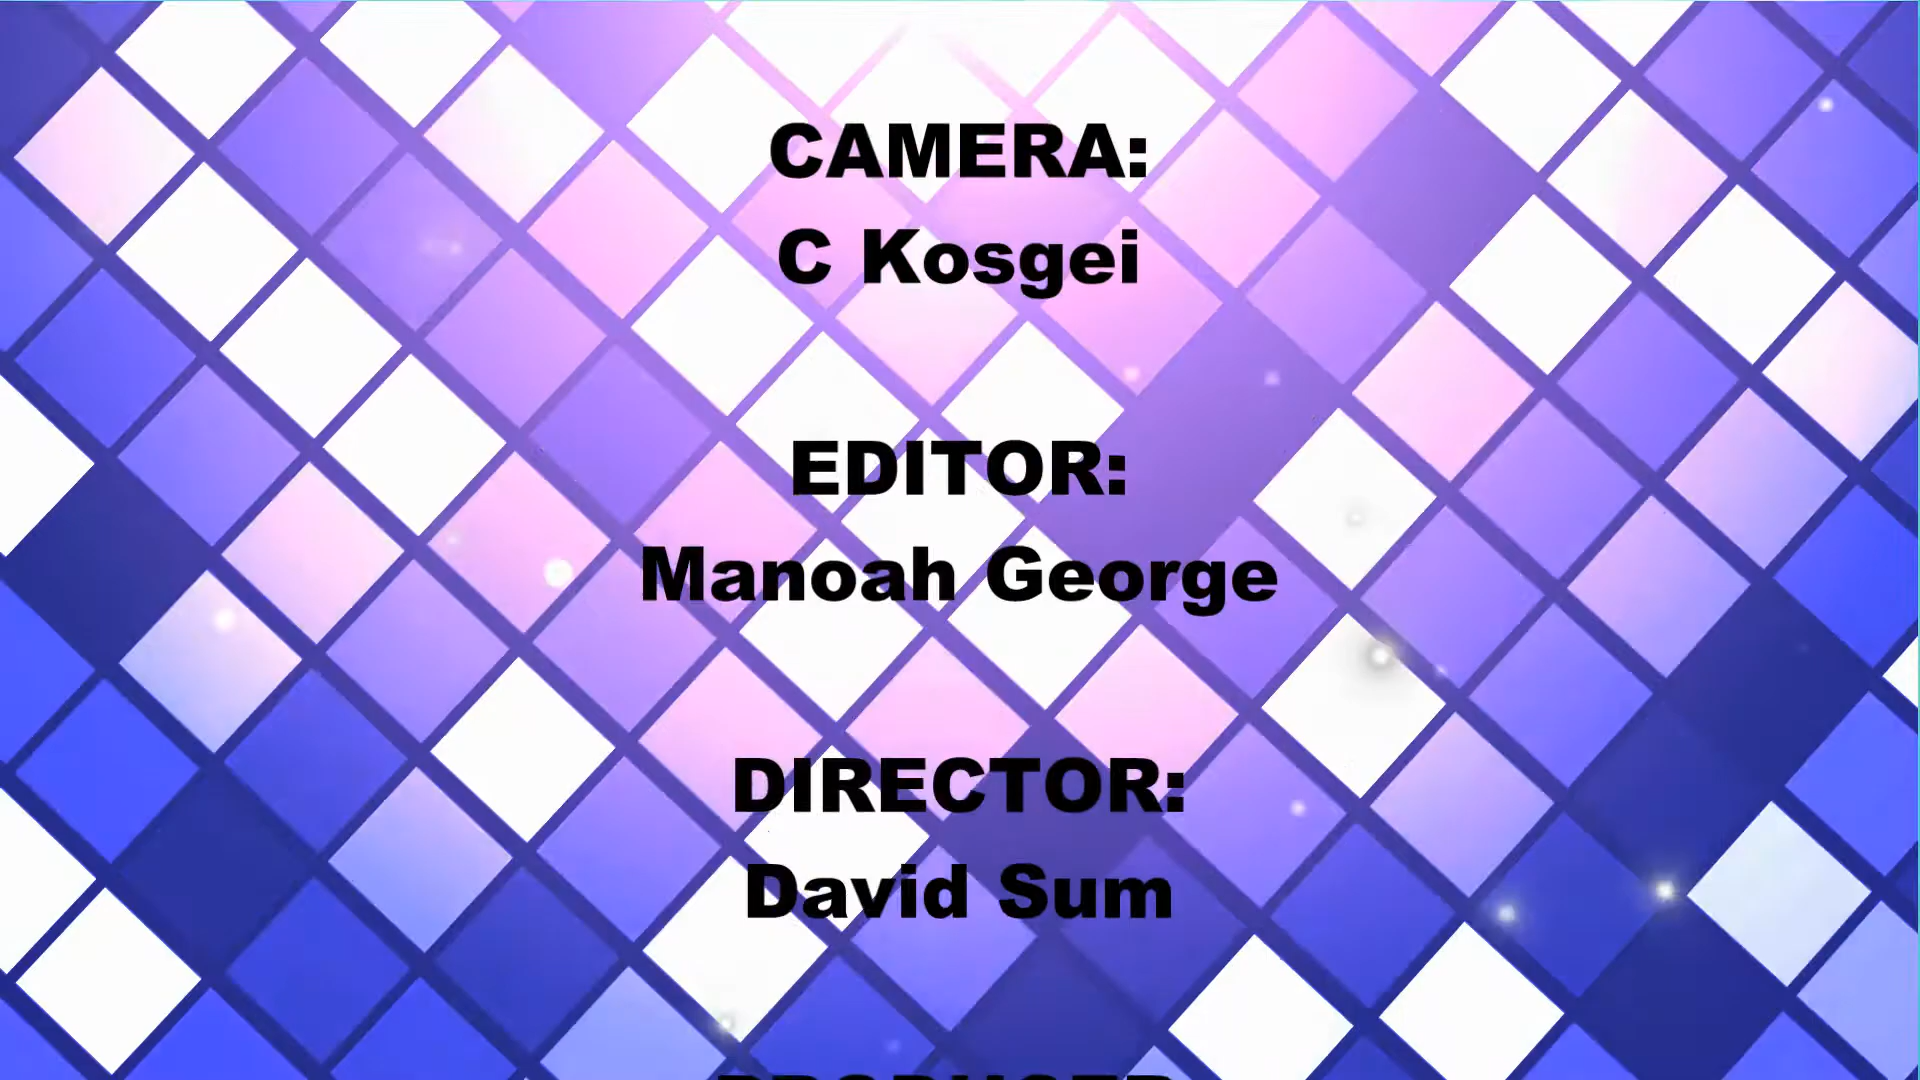 CAMERA:
C Kosgei
EDITOR:
Manoah George
DIRECTOR:
David Sum